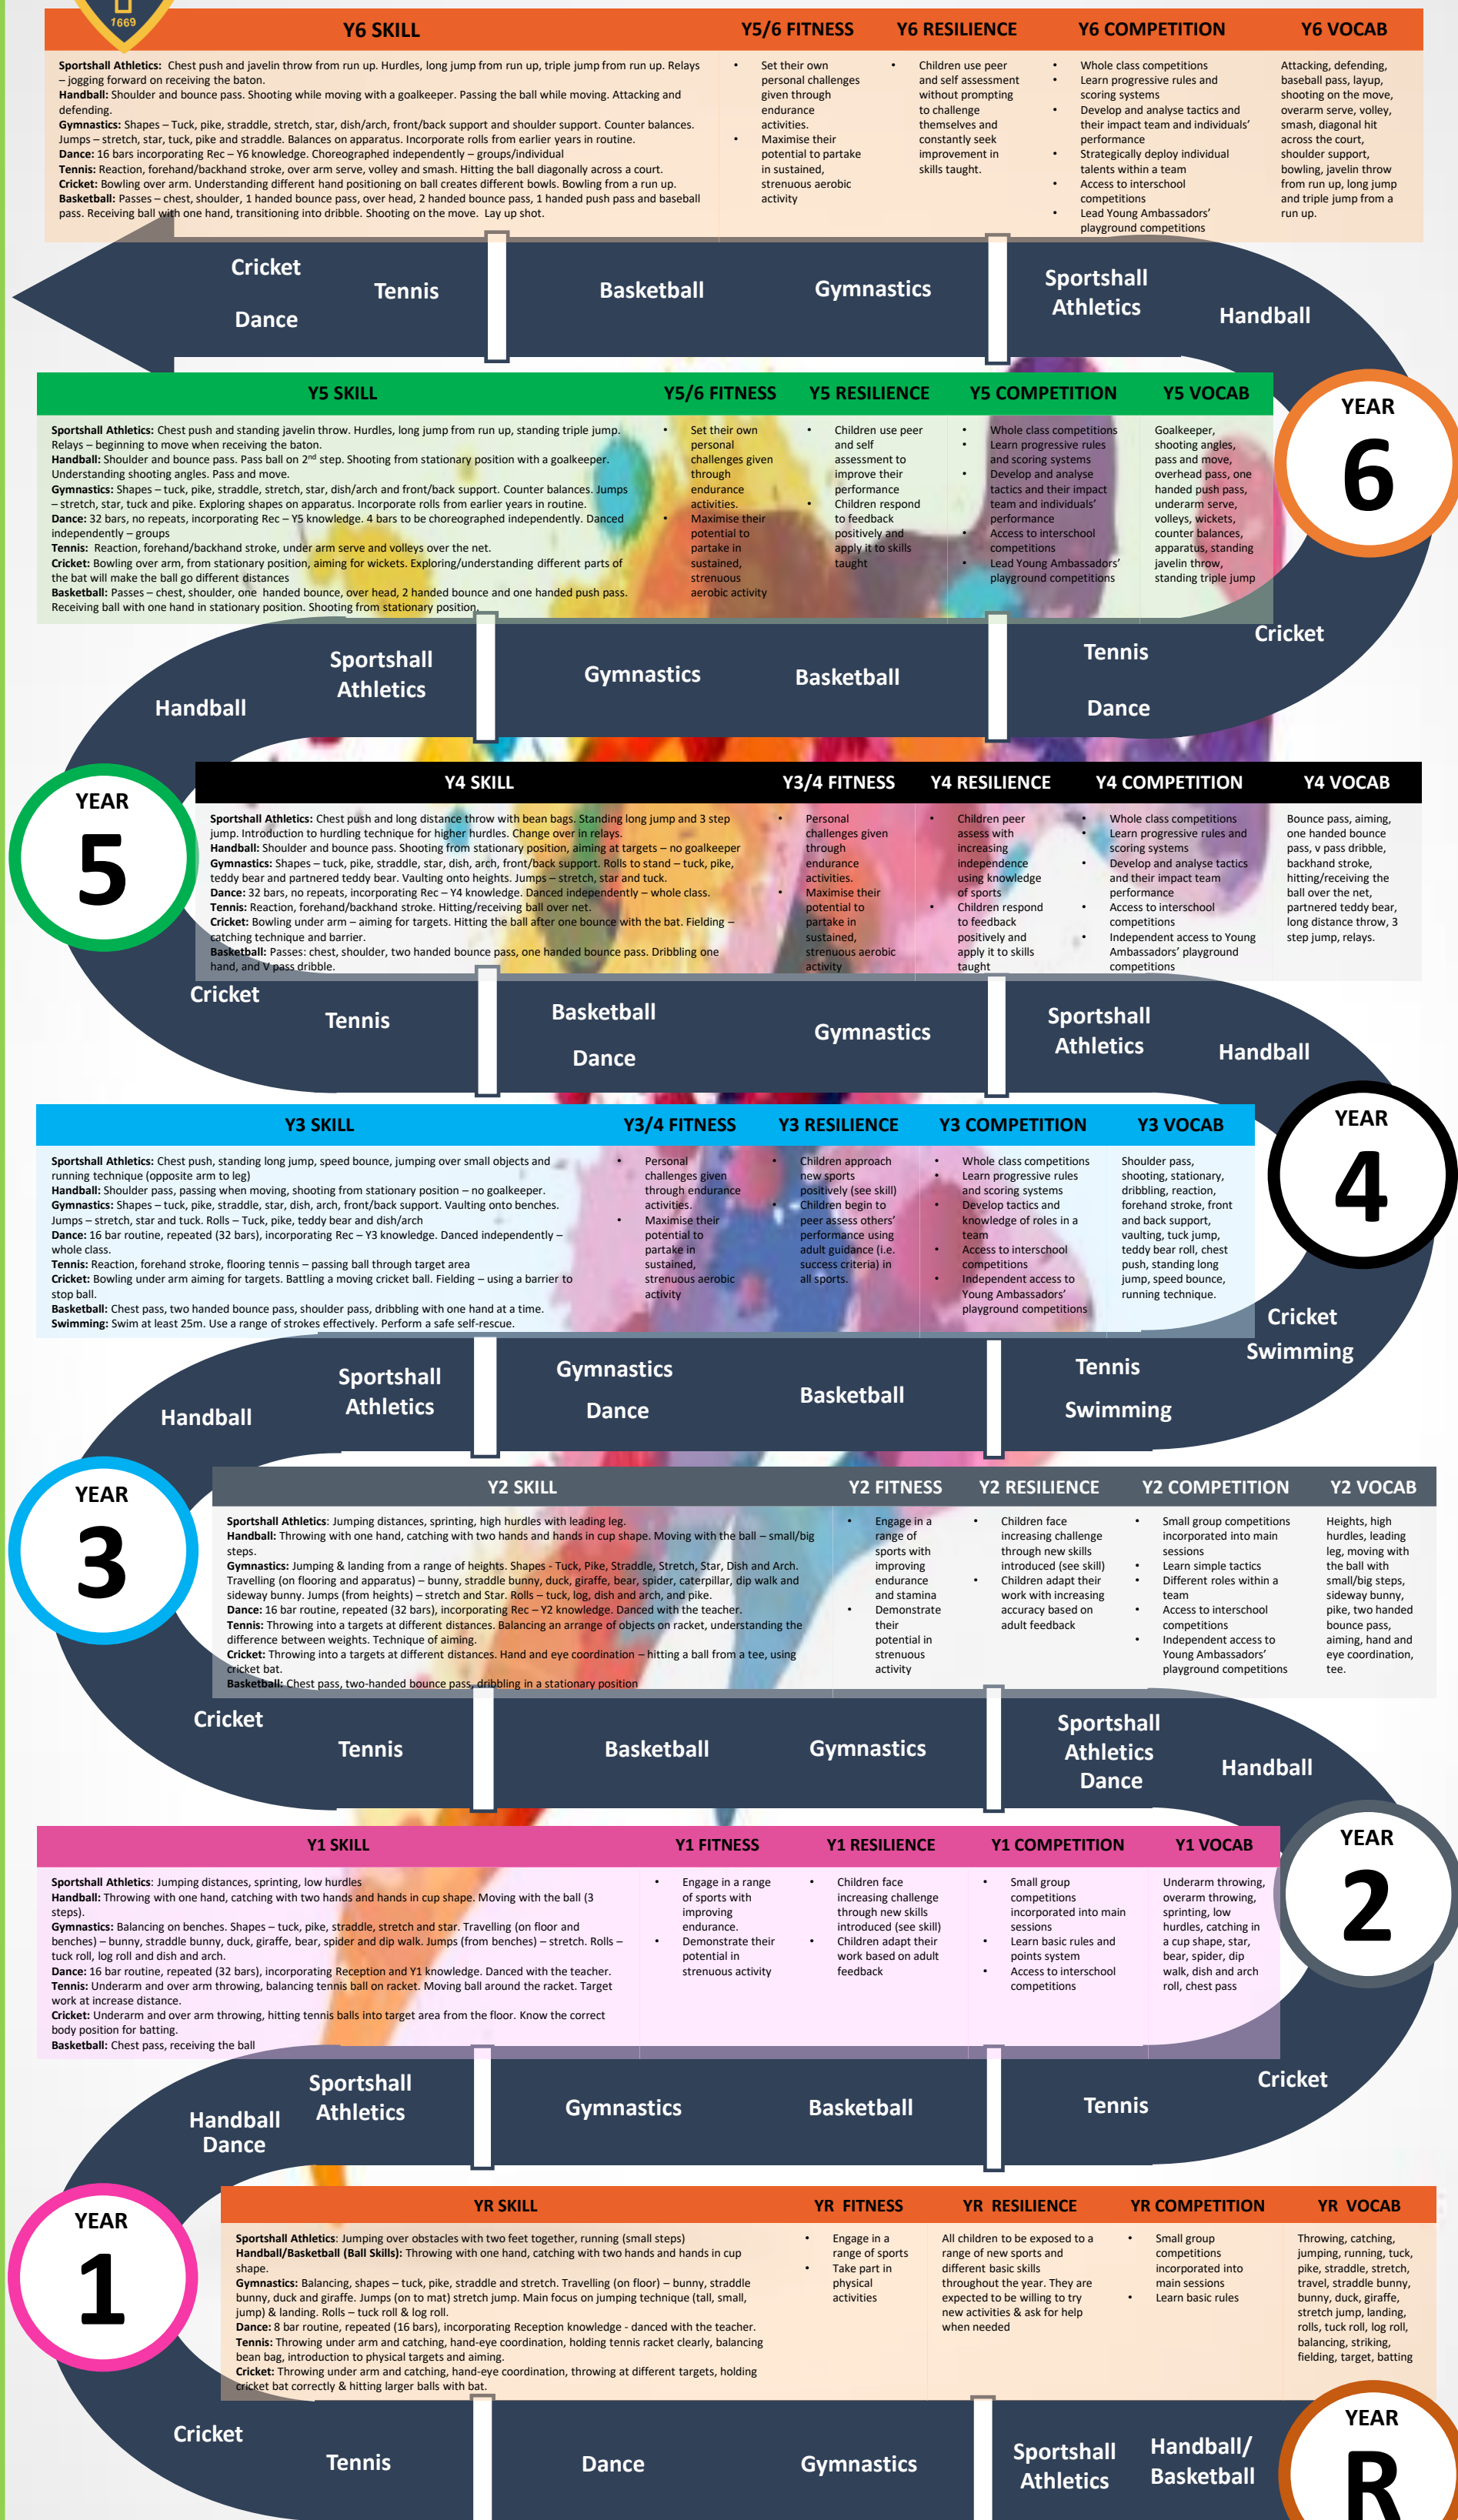 1669
Y6 SKILL
Y5/6 FITNESS
Y6 RESILIENCE
Y6 COMPETITION
Y6 VOCAB
Sportshall Athletics: Chest push and javelin throw from run up. Hurdles, long jump from run up, triple jump from run up. Relays
– jogging forward on receiving the baton.
Handball: Shoulder and bounce pass. Shooting while moving with a goalkeeper. Passing the ball while moving. Attacking and
defending.
Gymnastics: Shapes – Tuck, pike, straddle, stretch, star, dish/arch, front/back support and shoulder support. Counter balances.
Jumps – stretch, star, tuck, pike and straddle. Balances on apparatus. Incorporate rolls from earlier years in routine.
Dance: 16 bars incorporating Rec – Y6 knowledge. Choreographed independently – groups/individual
Tennis: Reaction, forehand/backhand stroke, over arm serve, volley and smash. Hitting the ball diagonally across a court.
Cricket: Bowling over arm. Understanding different hand positioning on ball creates different bowls. Bowling from a run up.
Basketball: Passes – chest, shoulder, 1 handed bounce pass, over head, 2 handed bounce pass, 1 handed push pass and baseball
pass. Receiving ball with one hand, transitioning into dribble. Shooting on the move. Lay up shot.
• Set their own
personal challenges
given through
endurance
activities.
• Maximise their
potential to partake
in sustained,
strenuous aerobic
activity
• Children use peer
and self assessment
without prompting
to challenge
themselves and
constantly seek
improvement in
skills taught.
• Whole class competitions
• Learn progressive rules and
scoring systems
• Develop and analyse tactics and
their impact team and individuals'
performance
• Strategically deploy individual
talents within a team
• Access to interschool
competitions
• Lead Young Ambassadors'
playground competitions
Attacking, defending,
baseball pass, layup,
shooting on the move,
overarm serve, volley,
smash, diagonal hit
across the court,
shoulder support,
bowling, javelin throw
from run up, long jump
and triple jump from a
run up.
Cricket
Dance
Tennis
Basketball
Gymnastics
Sportshall
Athletics
Handball
Y5 SKILL
Y5/6 FITNESS
Y5 RESILIENCE
Y5 COMPETITION
Y5 VOCAB
Sportshall Athletics: Chest push and standing javelin throw. Hurdles, long jump from run up, standing triple jump.
Relays – beginning to move when receiving the baton.
Handball: Shoulder and bounce pass. Pass ball on 2nd step. Shooting from stationary position with a goalkeeper.
Understanding shooting angles. Pass and move.
Gymnastics: Shapes – tuck, pike, straddle, stretch, star, dish/arch and front/back support. Counter balances. Jumps
– stretch, star, tuck and pike. Exploring shapes on apparatus. Incorporate rolls from earlier years in routine.
Dance: 32 bars, no repeats, incorporating Rec – Y5 knowledge. 4 bars to be choreographed independently. Danced
independently – groups
Tennis: Reaction, forehand/backhand stroke, under arm serve and volleys over the net.
Cricket: Bowling over arm, from stationary position, aiming for wickets. Exploring/understanding different parts of
the bat will make the ball go different distances
Basketball: Passes – chest, shoulder, one handed bounce, over head, 2 handed bounce and one handed push pass.
Receiving ball with one hand in stationary position. Shooting from stationary position.
• Set their own
personal
challenges given
through
endurance
activities.
• Maximise their
potential to
partake in
sustained,
strenuous
aerobic activity
• Children use peer
and self
assessment to
improve their
performance
• Children respond
to feedback
positively and
apply it to skills
taught
• Whole class competitions
• Learn progressive rules
and scoring systems
• Develop and analyse
tactics and their impact
team and individuals'
performance
• Access to interschool
competitions
• Lead Young Ambassadors'
playground competitions
Goalkeeper,
shooting angles,
pass and move,
overhead pass, one
handed push pass,
underarm serve,
volleys, wickets,
counter balances,
apparatus, standing
javelin throw,
standing triple jump
YEAR
6
Handball
Sportshall
Athletics
Gymnastics
Basketball
Tennis
Dance
Cricket
YEAR
5
Y4 SKILL
Y3/4 FITNESS
Y4 RESILIENCE
Y4 COMPETITION
Y4 VOCAB
Sportshall Athletics: Chest push and long distance throw with bean bags. Standing long jump and 3 step
jump. Introduction to hurdling technique for higher hurdles. Change over in relays.
Handball: Shoulder and bounce pass. Shooting from stationary position, aiming at targets – no goalkeeper
Gymnastics: Shapes – tuck, pike, straddle, star, dish, arch, front/back support. Rolls to stand – tuck, pike,
teddy bear and partnered teddy bear. Vaulting onto heights. Jumps – stretch, star and tuck.
Dance: 32 bars, no repeats, incorporating Rec – Y4 knowledge. Danced independently – whole class.
Tennis: Reaction, forehand/backhand stroke. Hitting/receiving ball over net.
Cricket: Bowling under arm – aiming for targets. Hitting the ball after one bounce with the bat. Fielding –
catching technique and barrier.
Basketball: Passes: chest, shoulder, two handed bounce pass, one handed bounce pass. Dribbling one
hand, and V pass dribble.
• Personal
challenges given
through
endurance
activities.
• Maximise their
potential to
partake in
sustained,
strenuous aerobic
activity
• Children peer
assess with
increasing
independence
using knowledge
of sports
• Children respond
to feedback
positively and
apply it to skills
taught
• Whole class competitions
• Learn progressive rules and
scoring systems
• Develop and analyse tactics
and their impact team
performance
• Access to interschool
competitions
• Independent access to Young
Ambassadors' playground
competitions
Bounce pass, aiming,
one handed bounce
pass, v pass dribble,
backhand stroke,
hitting/receiving the
ball over the net,
partnered teddy bear,
long distance throw, 3
step jump, relays.
Cricket
Tennis
Basketball
Dance
Gymnastics
Sportshall
Athletics
Handball
Y3 SKILL
Y3/4 FITNESS
Y3 RESILIENCE
Y3 COMPETITION
Y3 VOCAB
Sportshall Athletics: Chest push, standing long jump, speed bounce, jumping over small objects and
running technique (opposite arm to leg)
Handball: Shoulder pass, passing when moving, shooting from stationary position – no goalkeeper.
Gymnastics: Shapes – tuck, pike, straddle, star, dish, arch, front/back support. Vaulting onto benches.
Jumps – stretch, star and tuck. Rolls – Tuck, pike, teddy bear and dish/arch
Dance: 16 bar routine, repeated (32 bars), incorporating Rec – Y3 knowledge. Danced independently –
whole class.
Tennis: Reaction, forehand stroke, flooring tennis – passing ball through target area
Cricket: Bowling under arm aiming for targets. Battling a moving cricket ball. Fielding – using a barrier to
stop ball.
Basketball: Chest pass, two handed bounce pass, shoulder pass, dribbling with one hand at a time.
Swimming: Swim at least 25m. Use a range of strokes effectively. Perform a safe self-rescue.
• Personal
challenges given
through endurance
activities.
• Maximise their
potential to
partake in
sustained,
strenuous aerobic
activity
• Children approach
new sports
positively (see skill)
• Children begin to
peer assess others'
performance using
adult guidance (i.e.
success criteria) in
all sports.
• Whole class competitions
• Learn progressive rules
and scoring systems
• Develop tactics and
knowledge of roles in a
team
• Access to interschool
competitions
• Independent access to
Young Ambassadors'
playground competitions
Shoulder pass,
shooting, stationary,
dribbling, reaction,
forehand stroke, front
and back support,
vaulting, tuck jump,
teddy bear roll, chest
push, standing long
jump, speed bounce,
running technique.
YEAR
4
Handball
Sportshall
Athletics
Gymnastics
Dance
Basketball
Tennis
Swimming
Cricket
Swimming
YEAR
3
Y2 SKILL
Y2 FITNESS
Y2 RESILIENCE
Y2 COMPETITION
Y2 VOCAB
Sportshall Athletics: Jumping distances, sprinting, high hurdles with leading leg.
Handball: Throwing with one hand, catching with two hands and hands in cup shape. Moving with the ball – small/big
steps.
Gymnastics: Jumping & landing from a range of heights. Shapes - Tuck, Pike, Straddle, Stretch, Star, Dish and Arch.
Travelling (on flooring and apparatus) – bunny, straddle bunny, duck, giraffe, bear, spider, caterpillar, dip walk and
sideway bunny. Jumps (from heights) – stretch and Star. Rolls – tuck, log, dish and arch, and pike.
Dance: 16 bar routine, repeated (32 bars), incorporating Rec – Y2 knowledge. Danced with the teacher.
Tennis: Throwing into a targets at different distances. Balancing an arrange of objects on racket, understanding the
difference between weights. Technique of aiming.
Cricket: Throwing into a targets at different distances. Hand and eye coordination – hitting a ball from a tee, using
cricket bat.
Basketball: Chest pass, two-handed bounce pass, dribbling in a stationary position
• Engage in a
range of
sports with
improving
endurance
and stamina
• Demonstrate
their
potential in
strenuous
activity
• Children face
increasing challenge
through new skills
introduced (see skill)
• Children adapt their
work with increasing
accuracy based on
adult feedback
• Small group competitions
incorporated into main
sessions
• Learn simple tactics
• Different roles within a
team
• Access to interschool
competitions
• Independent access to
Young Ambassadors'
playground competitions
Heights, high
hurdles, leading
leg, moving with
the ball with
small/big steps,
sideway bunny,
pike, two handed
bounce pass,
aiming, hand and
eye coordination,
tee.
Cricket
Tennis
Basketball
Gymnastics
Sportshall
Athletics
Dance
Handball
Y1 SKILL
Y1 FITNESS
Y1 RESILIENCE
Y1 COMPETITION
Y1 VOCAB
Sportshall Athletics: Jumping distances, sprinting, low hurdles
Handball: Throwing with one hand, catching with two hands and hands in cup shape. Moving with the ball (3
steps).
Gymnastics: Balancing on benches. Shapes – tuck, pike, straddle, stretch and star. Travelling (on floor and
benches) – bunny, straddle bunny, duck, giraffe, bear, spider and dip walk. Jumps (from benches) – stretch. Rolls –
tuck roll, log roll and dish and arch.
Dance: 16 bar routine, repeated (32 bars), incorporating Reception and Y1 knowledge. Danced with the teacher.
Tennis: Underarm and over arm throwing, balancing tennis ball on racket. Moving ball around the racket. Target
work at increase distance.
Cricket: Underarm and over arm throwing, hitting tennis balls into target area from the floor. Know the correct
body position for batting.
Basketball: Chest pass, receiving the ball
• Engage in a range
of sports with
improving
endurance.
• Demonstrate their
potential in
strenuous activity
• Children face
increasing challenge
through new skills
introduced (see skill)
• Children adapt their
work based on adult
feedback
• Small group
competitions
incorporated into main
sessions
• Learn basic rules and
points system
• Access to interschool
competitions
Underarm throwing,
overarm throwing,
sprinting, low
hurdles, catching in
a cup shape, star,
bear, spider, dip
walk, dish and arch
roll, chest pass
YEAR
2
Handball
Dance
Sportshall
Athletics
Gymnastics
Basketball
Tennis
Cricket
YEAR
1
YR SKILL
YR FITNESS
YR RESILIENCE
YR COMPETITION
YR VOCAB
Sportshall Athletics: Jumping over obstacles with two feet together, running (small steps)
Handball/Basketball (Ball Skills): Throwing with one hand, catching with two hands and hands in cup
shape.
Gymnastics: Balancing, shapes – tuck, pike, straddle and stretch. Travelling (on floor) – bunny, straddle
bunny, duck and giraffe. Jumps (on to mat) stretch jump. Main focus on jumping technique (tall, small,
jump) & landing. Rolls – tuck roll & log roll.
Dance: 8 bar routine, repeated (16 bars), incorporating Reception knowledge - danced with the teacher.
Tennis: Throwing under arm and catching, hand-eye coordination, holding tennis racket clearly, balancing
bean bag, introduction to physical targets and aiming.
Cricket: Throwing under arm and catching, hand-eye coordination, throwing at different targets, holding
cricket bat correctly & hitting larger balls with bat.
• Engage in a
range of sports
• Take part in
physical
activities
All children to be exposed to a
range of new sports and
different basic skills
throughout the year. They are
expected to be willing to try
new activities & ask for help
when needed
• Small group
competitions
incorporated into
main sessions
• Learn basic rules
Throwing, catching,
jumping, running, tuck,
pike, straddle, stretch,
travel, straddle bunny,
bunny, duck, giraffe,
stretch jump, landing,
rolls, tuck roll, log roll,
balancing, striking,
fielding, target, batting
Cricket
Tennis
Dance
Gymnastics
Sportshall
Athletics
Handball/
Basketball
YEAR
R